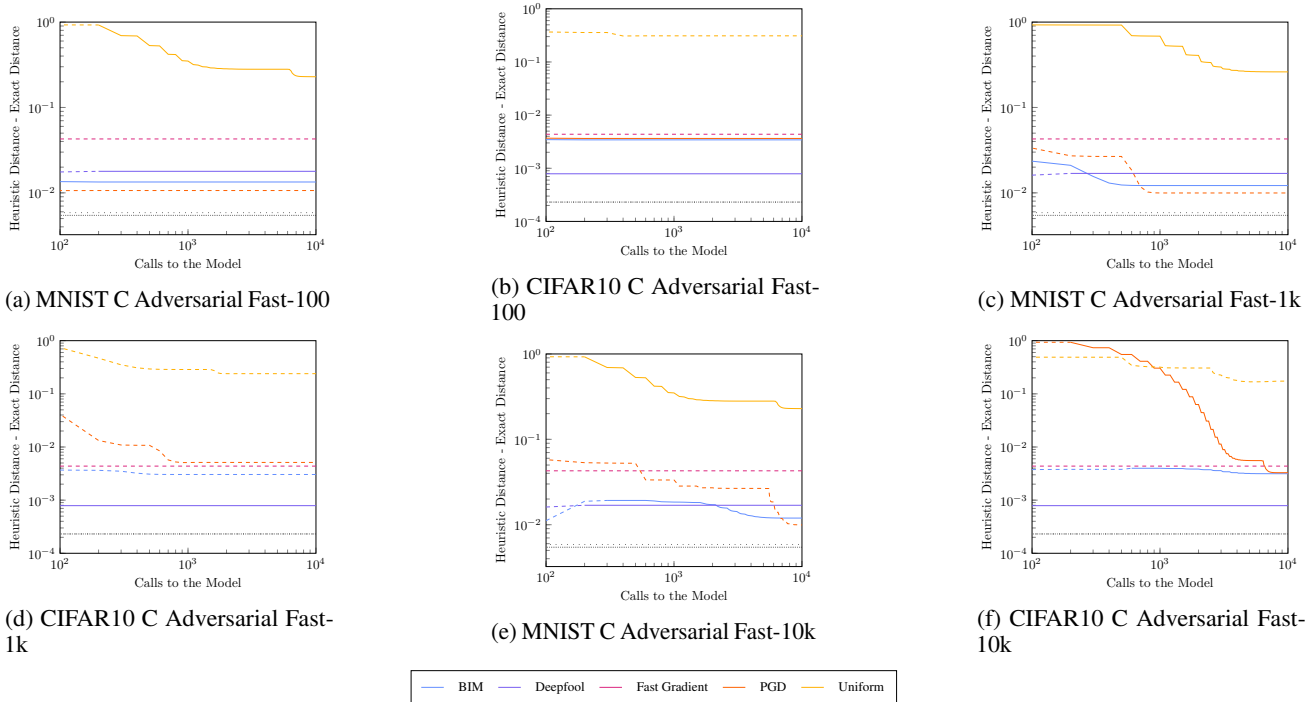 Heuristic Distance - Exact Distance
10^0
10^-1
10^-2
10^2
10^3
10^4
Calls to the Model
(a) MNIST C Adversarial Fast-100
Heuristic Distance - Exact Distance
10^0
10^-1
10^-2
10^-3
10^-4
10^2
10^3
10^4
Calls to the Model
(b) CIFAR10 C Adversarial Fast-
100
Heuristic Distance - Exact Distance
10^0
10^-1
10^-2
10^2
10^3
10^4
Calls to the Model
(c) MNIST C Adversarial Fast-1k
Heuristic Distance - Exact Distance
10^0
10^-1
10^-2
10^-3
10^-4
10^2
10^3
10^4
Calls to the Model
(d) CIFAR10 C Adversarial Fast-
1k
Heuristic Distance - Exact Distance
10^0
10^-1
10^-2
10^2
10^3
10^4
Calls to the Model
(e) MNIST C Adversarial Fast-10k
Heuristic Distance - Exact Distance
10^0
10^-1
10^-2
10^-3
10^-4
10^2
10^3
10^4
Calls to the Model
(f) CIFAR10 C Adversarial Fast-
10k
BIM Deepfool Fast Gradient PGD Uniform